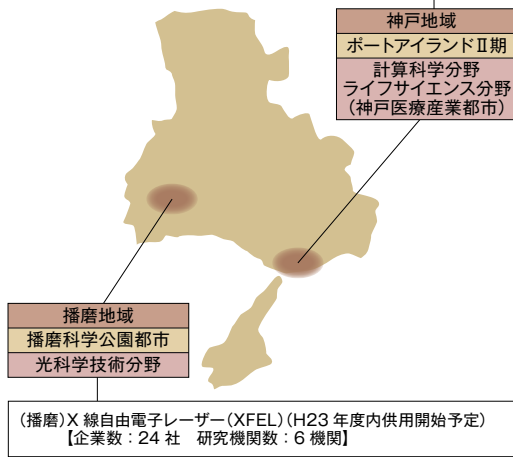 神戸地域
ポートアイランドⅡ期
計算科学分野
ライフサイエンス分野
(神戸医療産業都市)
播磨地域
播磨科学公園都市
光科学技術分野
(播磨)X 線自由電子レーザー(XFEL)(H23 年度内供用開始予定)
【企業数:24 社 研究機関数:6 機関】